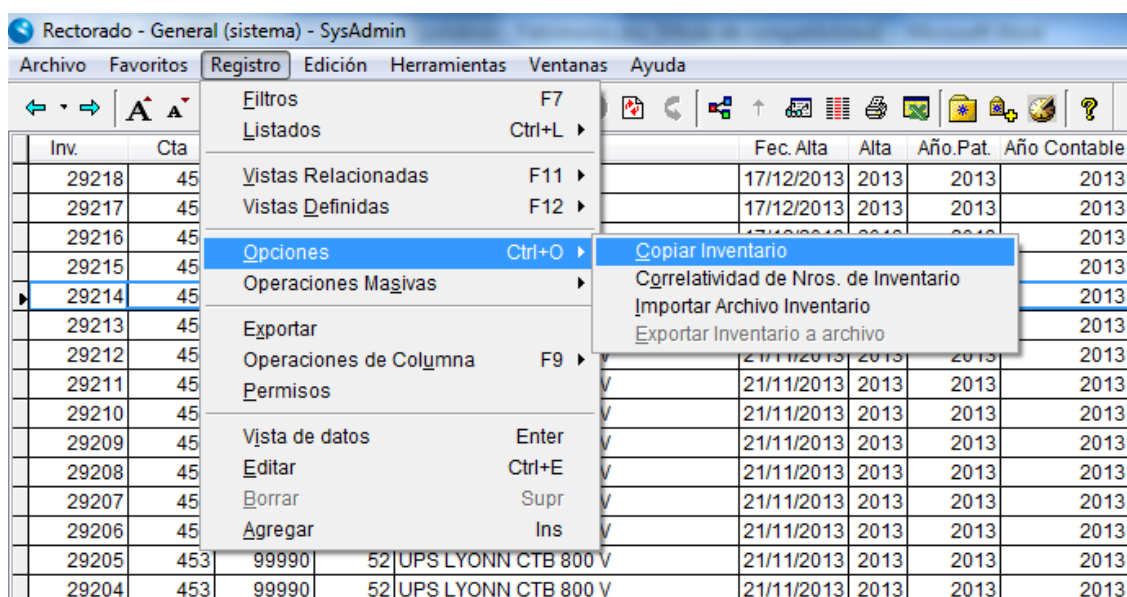 Rectorado - General (sistema) - SysAdmin
Archivo Favoritos Registro Edición Herramientas Ventanas Ayuda
Inv. Cta Fec. Alta Alta Año.Pat. Año Contable
29218 45 17/12/2013 2013 2013 2013
29217 45 17/12/2013 2013 2013 2013
29216 45 2013
29215 45 2013
29214 45 2013
29213 45 2013
29212 45 21/11/2013 2013 2013 2013
29211 45 V 21/11/2013 2013 2013 2013
29210 45 V 21/11/2013 2013 2013 2013
29209 45 V 21/11/2013 2013 2013 2013
29208 45 V 21/11/2013 2013 2013 2013
29207 45 V 21/11/2013 2013 2013 2013
29206 45 V 21/11/2013 2013 2013 2013
29205 453 99990 52 UPS LYONN CTB 800 V 21/11/2013 2013 2013 2013
29204 453 99990 52 UPS LYONN CTB 800 V 21/11/2013 2013 2013 2013
Filtros F7
Listados Ctrl+L
Vistas Relacionadas F11
Vistas Definidas F12
Opciones Ctrl+O
Operaciones Masivas
Exportar
Operaciones de Columna F9
Permisos
Vista de datos Enter
Editar Ctrl+E
Borrar Supr
Agregar Ins
Copiar Inventario
Correlatividad de Nros. de Inventario
Importar Archivo Inventario
Exportar Inventario a archivo